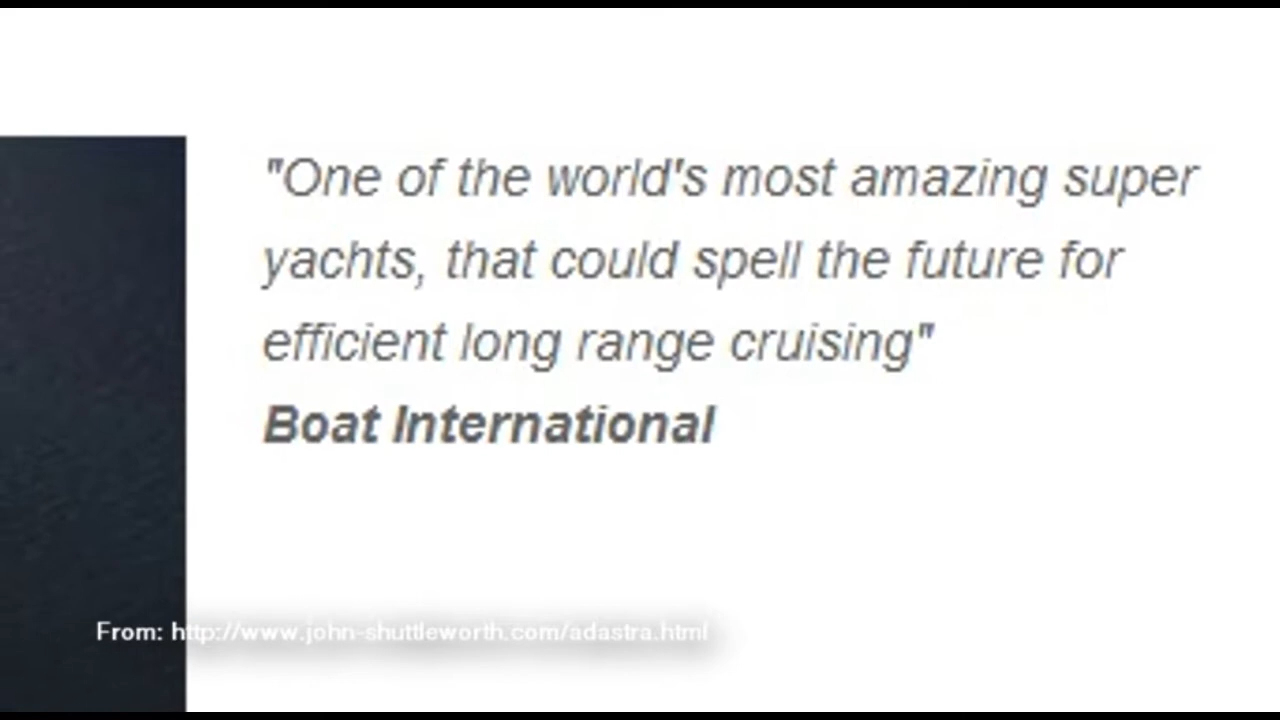 "One of the world's most amazing super
yachts, that could spell the future for
efficient long range cruising"
Boat International
From: http://www.john-shuttleworth.com/adastra.html